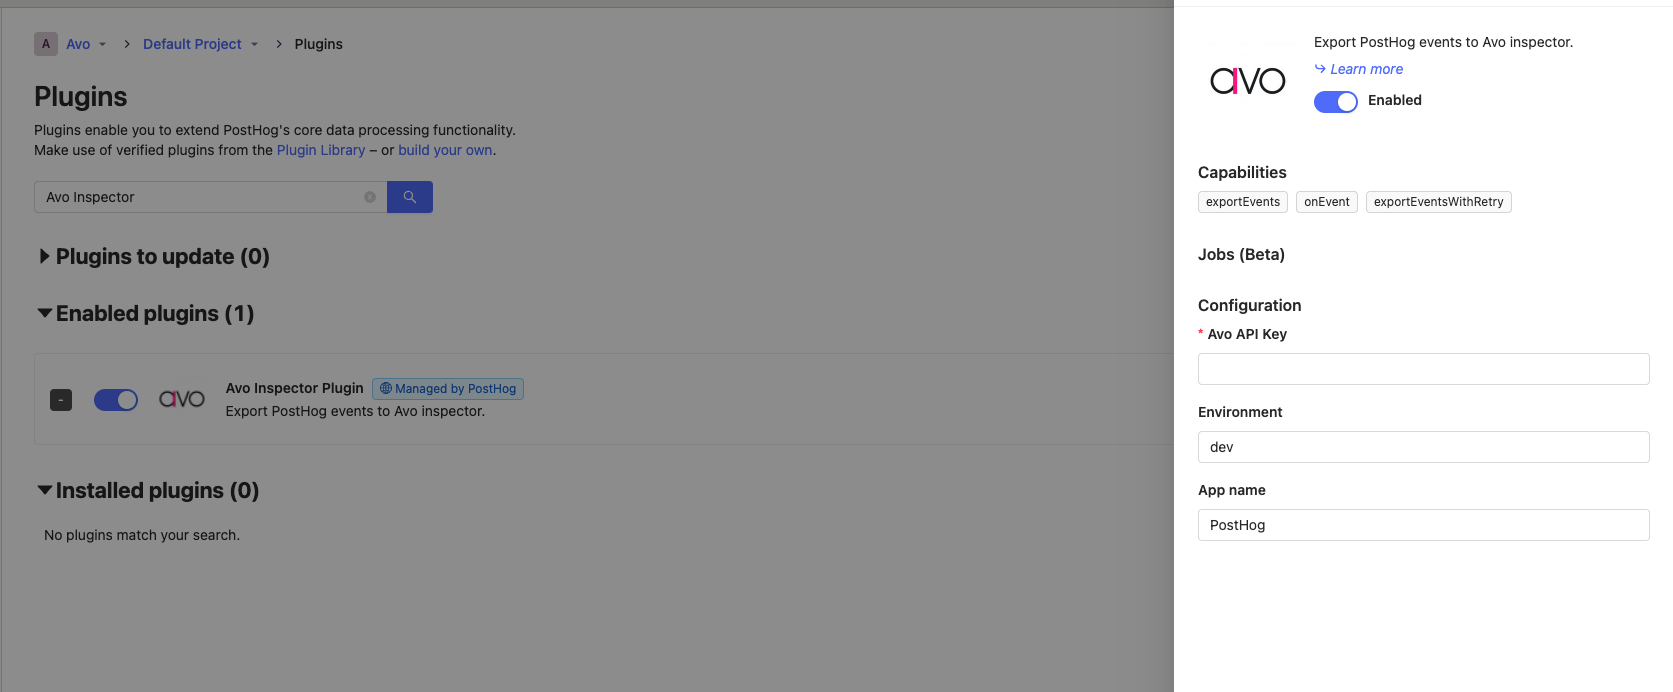 A Avo > Default Project > Plugins
Plugins
Plugins enable you to extend PostHog's core data processing functionality.
Make use of verified plugins from the Plugin Library – or build your own.
Avo Inspector
Plugins to update (0)
Enabled plugins (1)
-
avo
Avo Inspector Plugin Managed by PostHog
Export PostHog events to Avo inspector.
Installed plugins (0)
No plugins match your search.
avo
Export PostHog events to Avo inspector.
Learn more
Enabled
Capabilities
exportEvents onEvent exportEventsWithRetry
Jobs (Beta)
Configuration
* Avo API Key
Environment
dev
App name
PostHog